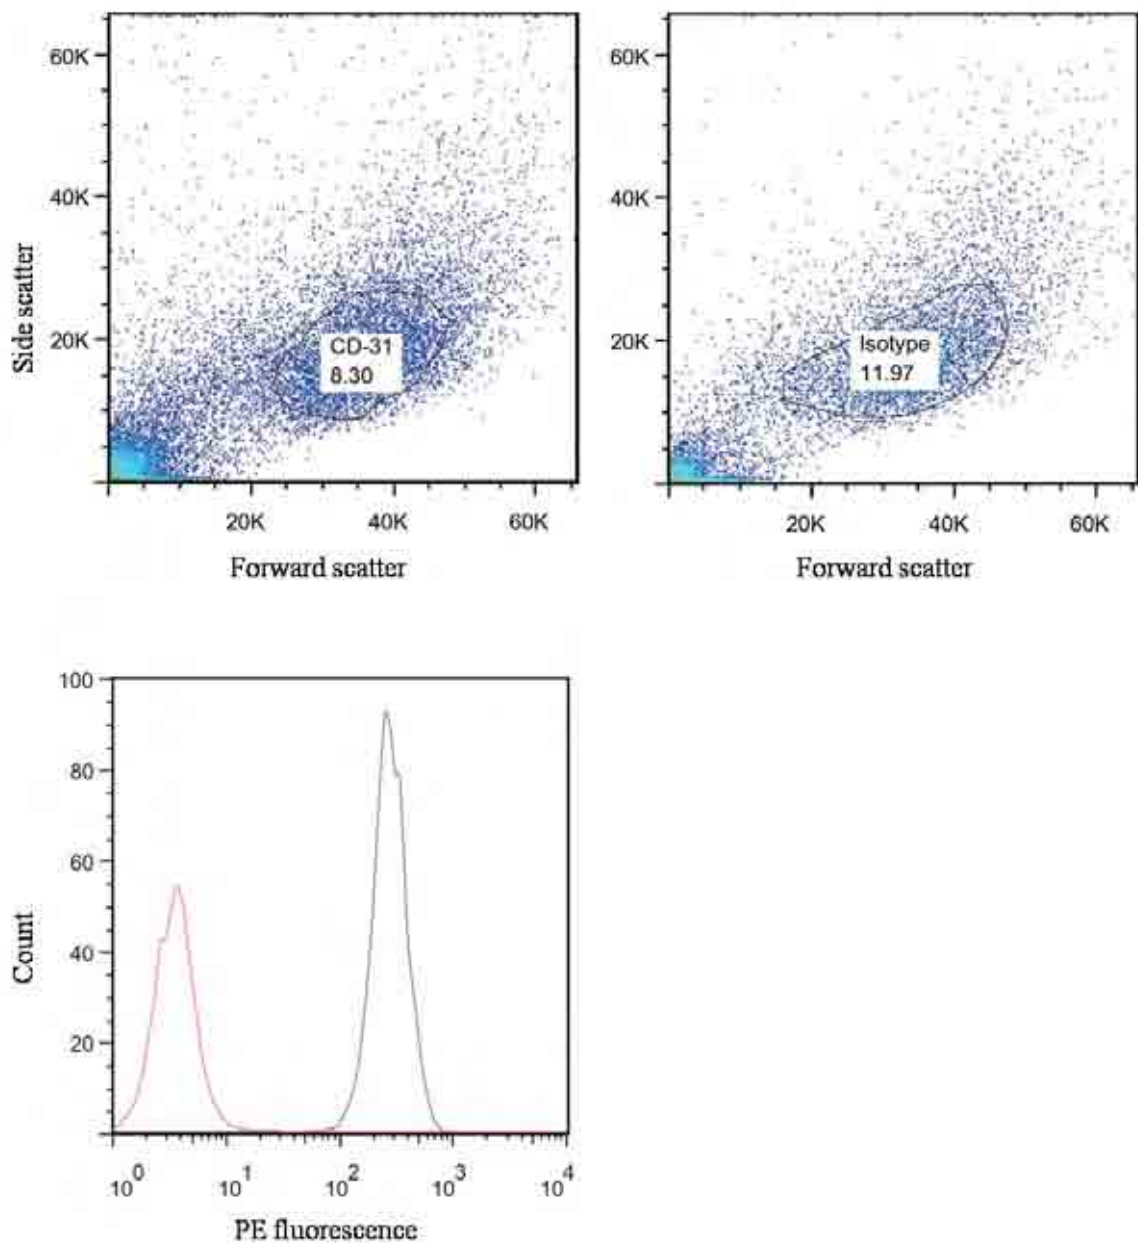 60K
40K
20K
Side scatter
CD-31
8.30
20K 40K 60K
Forward scatter
60K
40K
20K
Isotype
11.97
20K 40K 60K
Forward scatter
100
80
60
40
20
Count
10^0 10^1 10^2 10^3 10^4
PE fluorescence